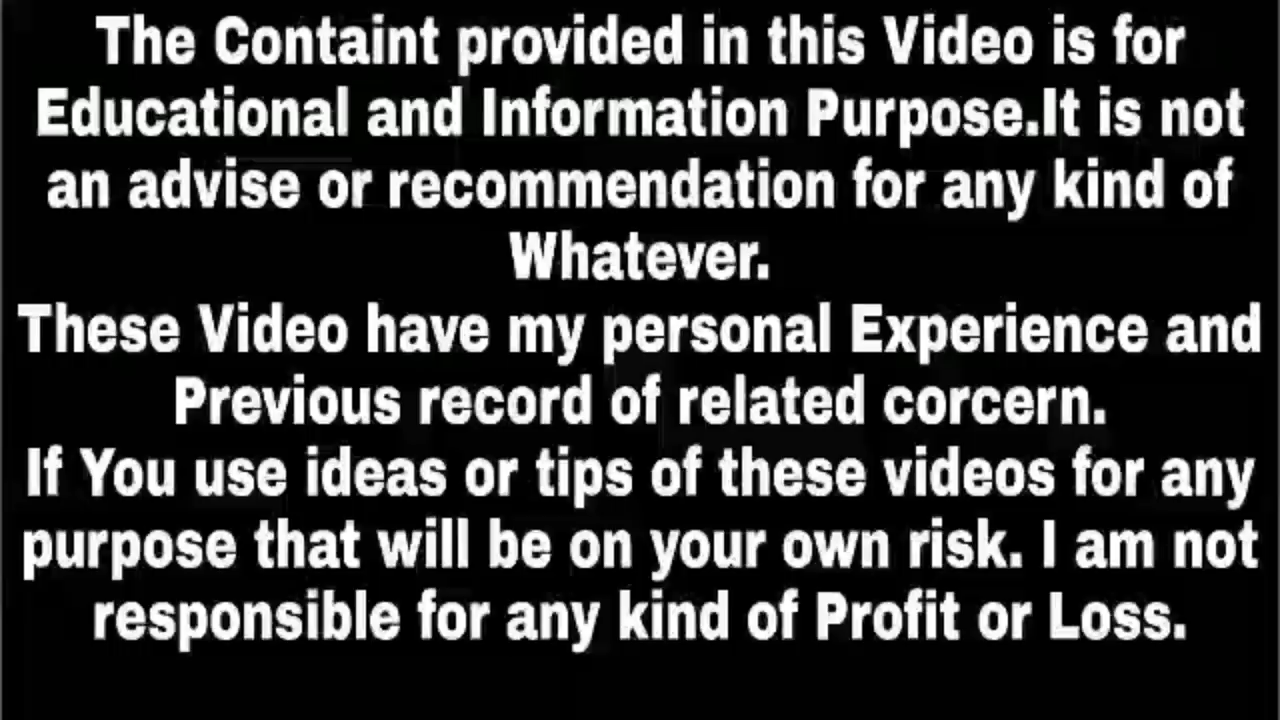 The Containt provided in this Video is for
Educational and Information Purpose.It is not
an advise or recommendation for any kind of
Whatever.
These Video have my personal Experience and
Previous record of related corcern.
If You use ideas or tips of these videos for any
purpose that will be on your own risk. I am not
responsible for any kind of Profit or Loss.